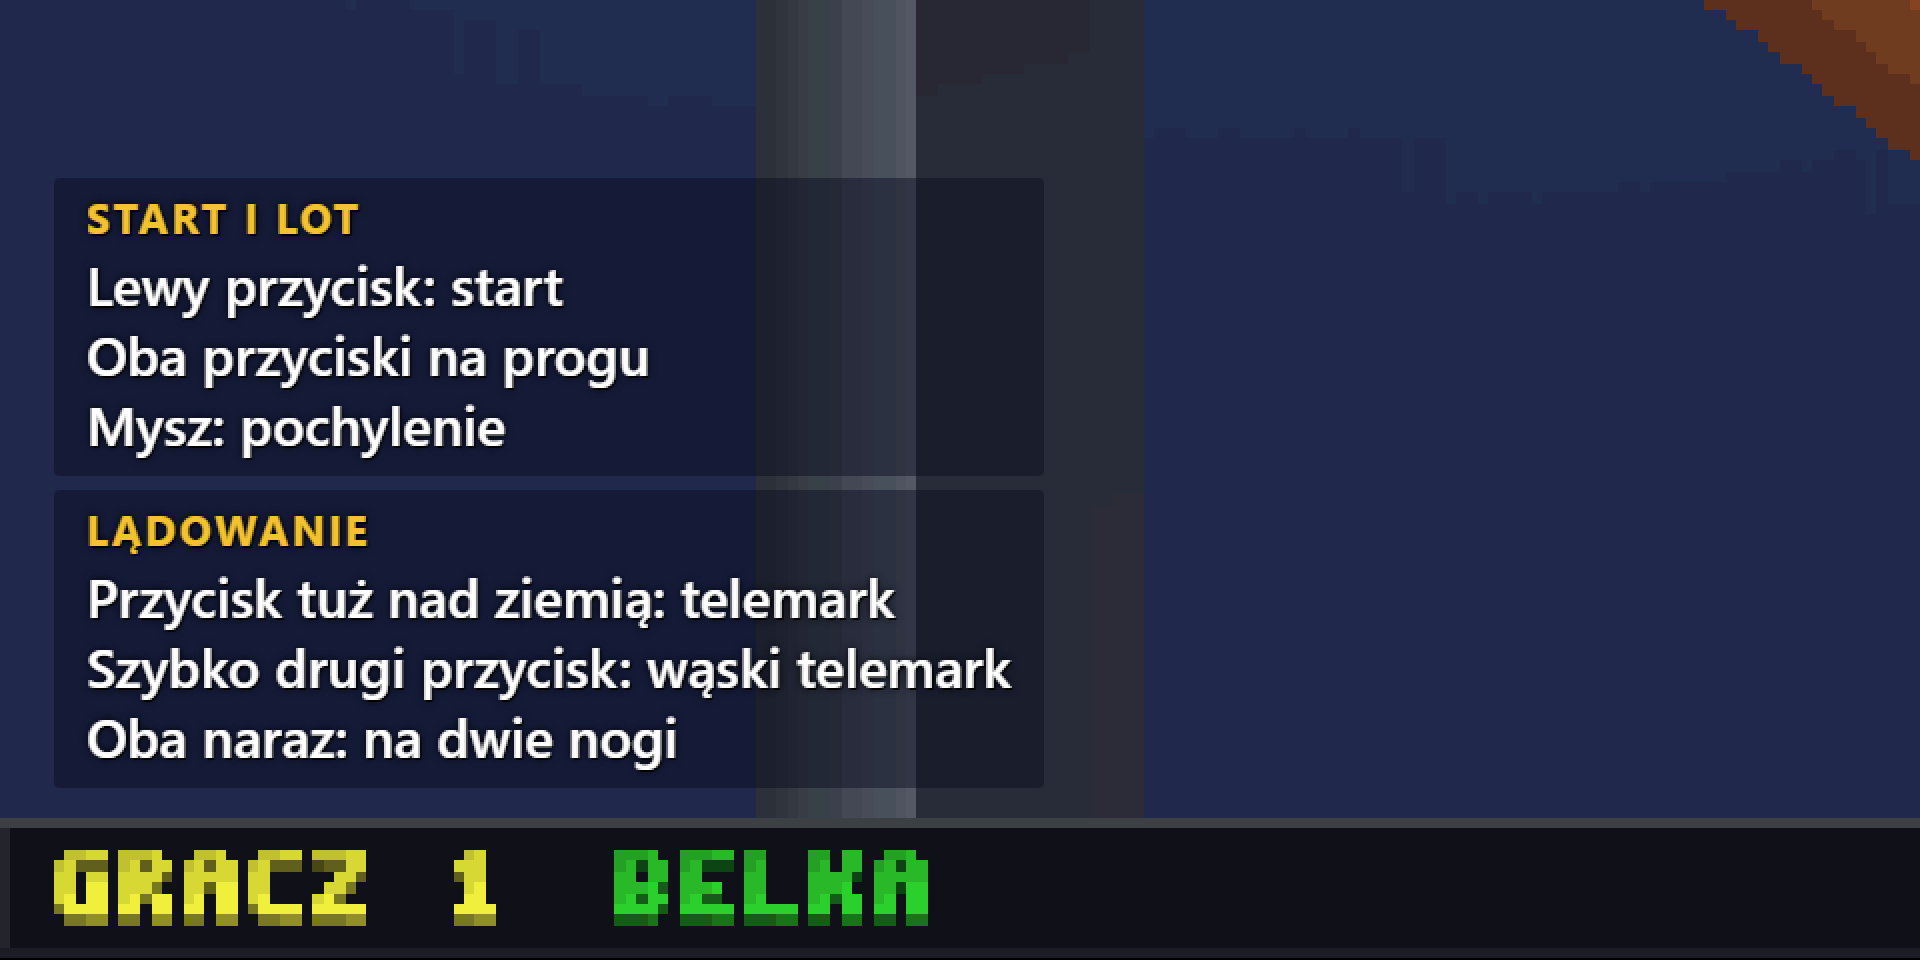 START I LOT
Lewy przycisk: start
Oba przyciski na progu
Mysz: pochylenie
LĄDOWANIE
Przycisk tuż nad ziemią: telemark
Szybko drugi przycisk: wąski telemark
Oba naraz: na dwie nogi
GRACZ 1 BELKA